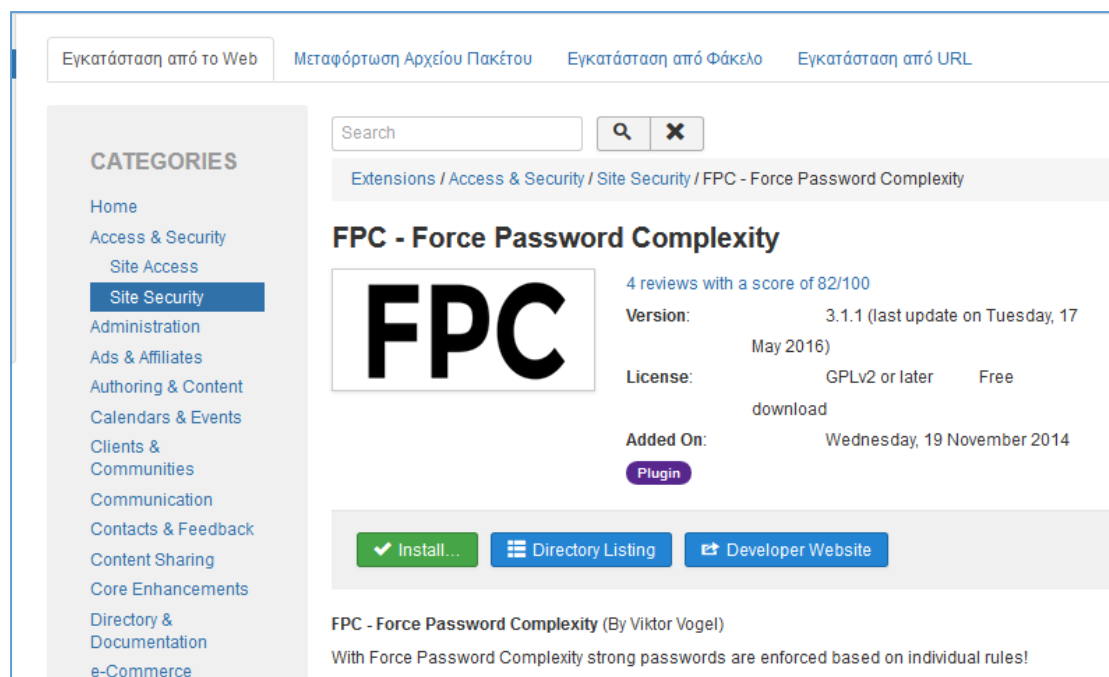 Εγκατάσταση από το Web
Μεταφόρτωση Αρχείου Πακέτου
Εγκατάσταση από Φάκελο
Εγκατάσταση από URL
CATEGORIES
Home
Access & Security
Site Access
Site Security
Administration
Ads & Affiliates
Authoring & Content
Calendars & Events
Clients &
Communities
Communication
Contacts & Feedback
Content Sharing
Core Enhancements
Directory &
Documentation
e-Commerce
Search
Extensions / Access & Security / Site Security / FPC - Force Password Complexity
FPC - Force Password Complexity
FPC
4 reviews with a score of 82/100
Version: 3.1.1 (last update on Tuesday, 17
May 2016)
License: GPLv2 or later Free
download
Added On: Wednesday, 19 November 2014
Plugin
Install...
Directory Listing
Developer Website
FPC - Force Password Complexity (By Viktor Vogel)
With Force Password Complexity strong passwords are enforced based on individual rules!